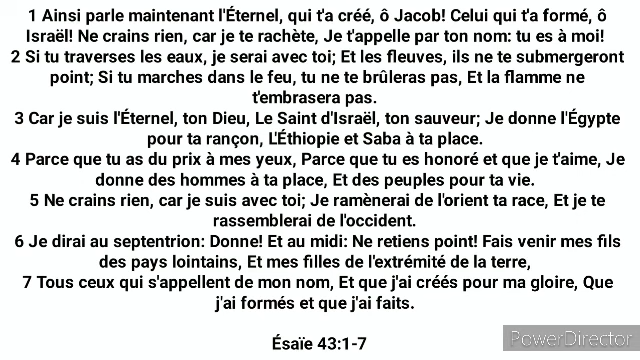 1 Ainsi parle maintenant l'Éternel, qui t'a créé, ô Jacob! Celui qui t'a formé, ô
Israël! Ne crains rien, car je te rachète, Je t'appelle par ton nom: tu es à moi!
2 Si tu traverses les eaux, je serai avec toi; Et les fleuves, ils ne te submergeront
point; Si tu marches dans le feu, tu ne te brûleras pas, Et la flamme ne
t'embrasera pas.
3 Car je suis l'Éternel, ton Dieu, Le Saint d'Israël, ton sauveur; Je donne l'Égypte
pour ta rançon, L'Éthiopie et Saba à ta place.
4 Parce que tu as du prix à mes yeux, Parce que tu es honoré et que je t'aime, Je
donne des hommes à ta place, Et des peuples pour ta vie.
5 Ne crains rien, car je suis avec toi; Je ramènerai de l'orient ta race, Et je te
rassemblerai de l'occident.
6 Je dirai au septentrion: Donne! Et au midi: Ne retiens point! Fais venir mes fils
des pays lointains, Et mes filles de l'extrémité de la terre,
7 Tous ceux qui s'appellent de mon nom, Et que j'ai créés pour ma gloire, Que
j'ai formés et que j'ai faits.
Ésaïe 43:1-7
PowerDirector